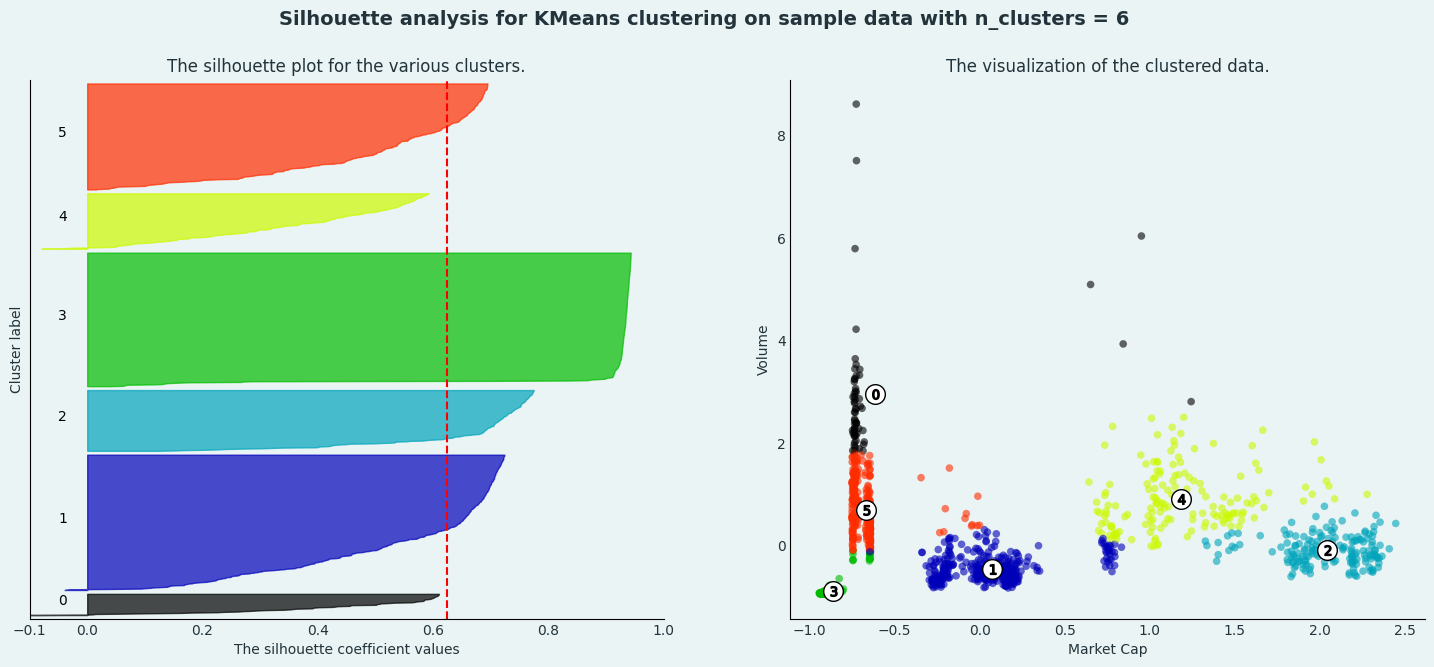 Silhouette analysis for KMeans clustering on sample data with n_clusters = 6
The silhouette plot for the various clusters.
Cluster label
5
4
3
2
1
0
−0.1 0.0 0.2 0.4 0.6 0.8 1.0
The silhouette coefficient values
The visualization of the clustered data.
Volume
8
6
4
2
0
0
5
4
2
1
3
−1.0 −0.5 0.0 0.5 1.0 1.5 2.0 2.5
Market Cap